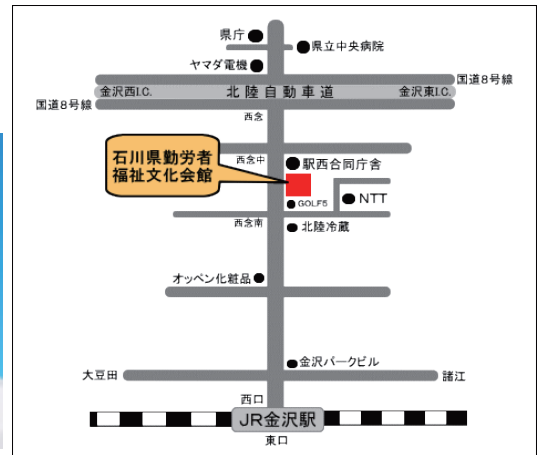 県庁
県立中央病院
ヤマダ電機
国道8号線
金沢西I.C.
北陸自動車道
金沢東I.C.
国道8号線
西念
石川県勤労者
福祉文化会館
西念中
駅西合同庁舎
GOLF5
NTT
西念南
北陸冷蔵
オッペン化粧品
金沢パークビル
大豆田
諸江
西口
JR金沢駅
東口